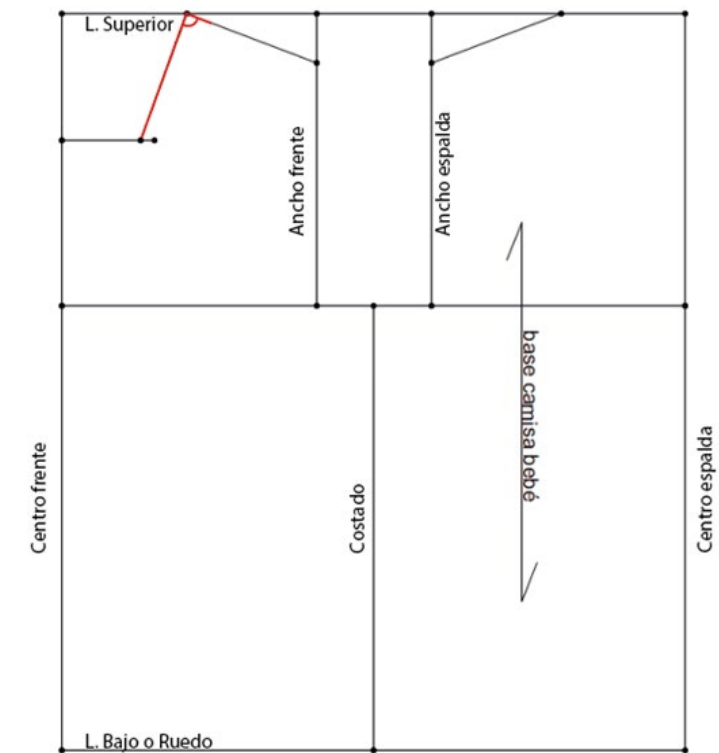 L. Superior
Ancho frente
Ancho espalda
base camisa bebé
Centro frente
Costado
Centro espalda
L. Bajo o Ruedo